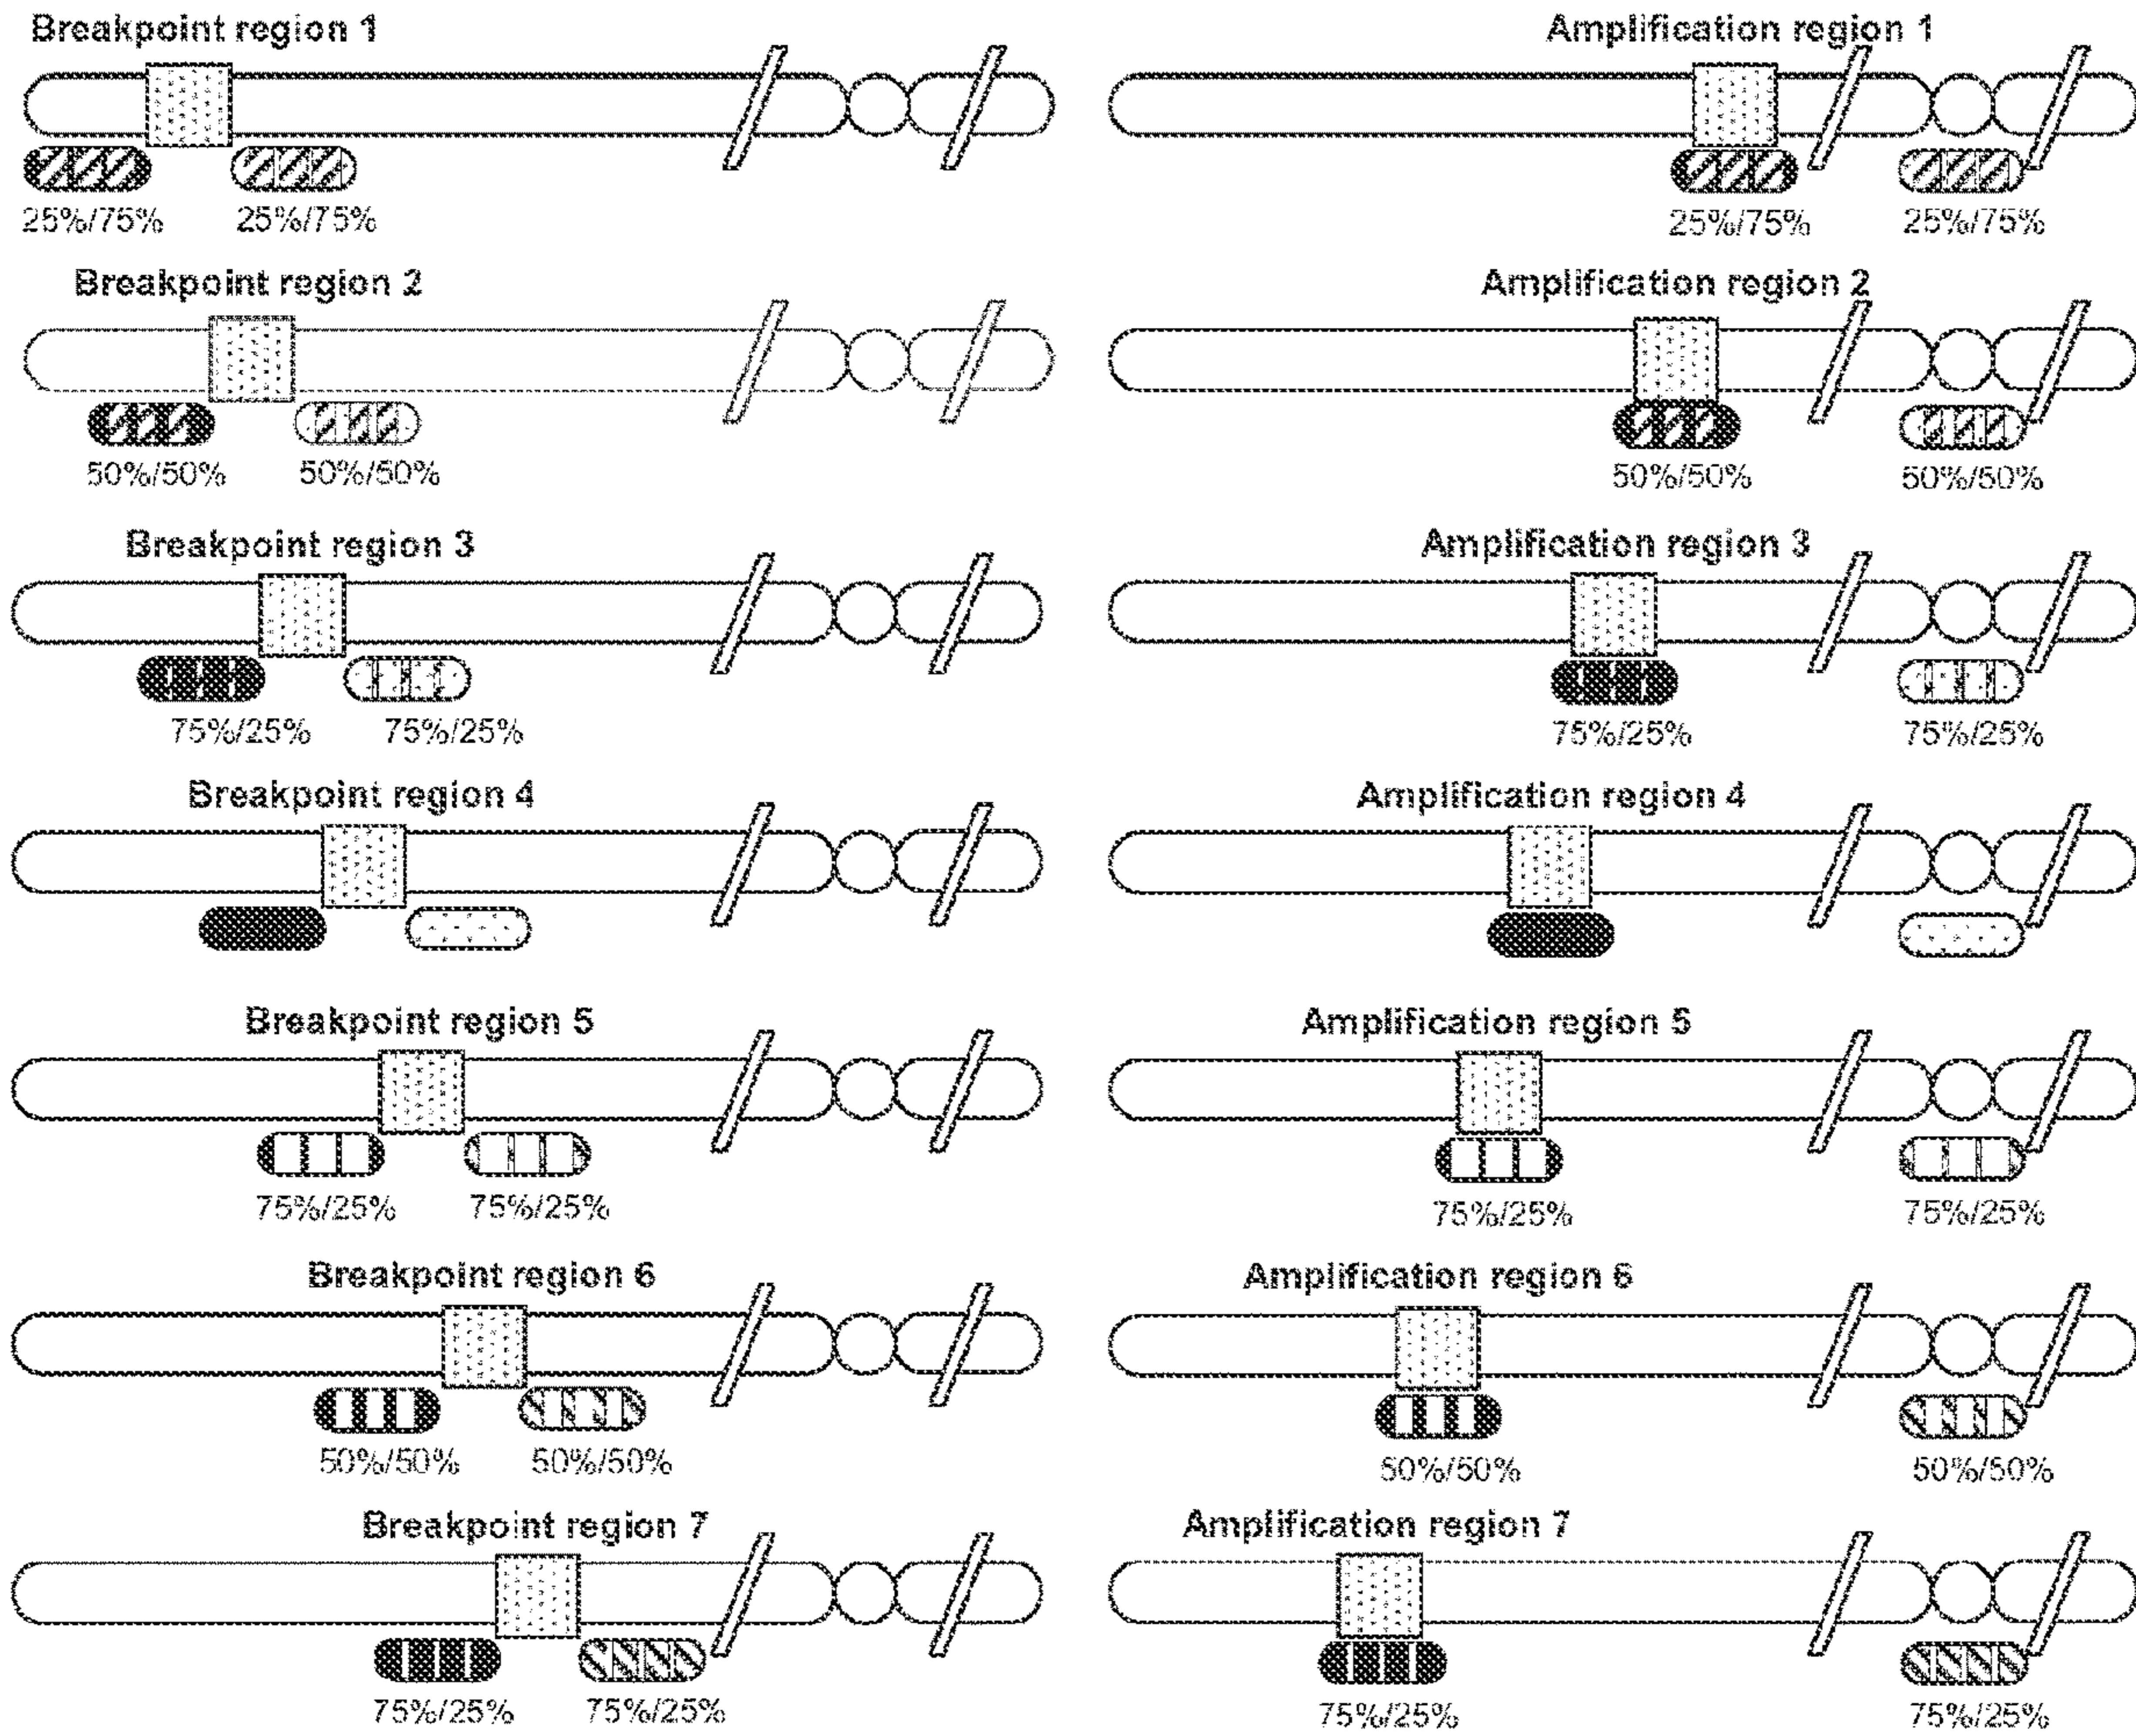 Breakpoint region 1
Amplification region 1
25%/75%
25%/75%
25%/75%
25%/75%
Breakpoint region 2
Amplification region 2
50%/50%
50%/50%
50%/50%
50%/50%
Breakpoint region 3
Amplification region 3
75%/25%
75%/25%
75%/25%
75%/25%
Breakpoint region 4
Amplification region 4
Breakpoint region 5
Amplification region 5
75%/25%
75%/25%
75%/25%
75%/25%
Breakpoint region 6
Amplification region 6
50%/50%
50%/50%
50%/50%
50%/50%
Breakpoint region 7
Amplification region 7
75%/25%
75%/25%
75%/25%
75%/25%